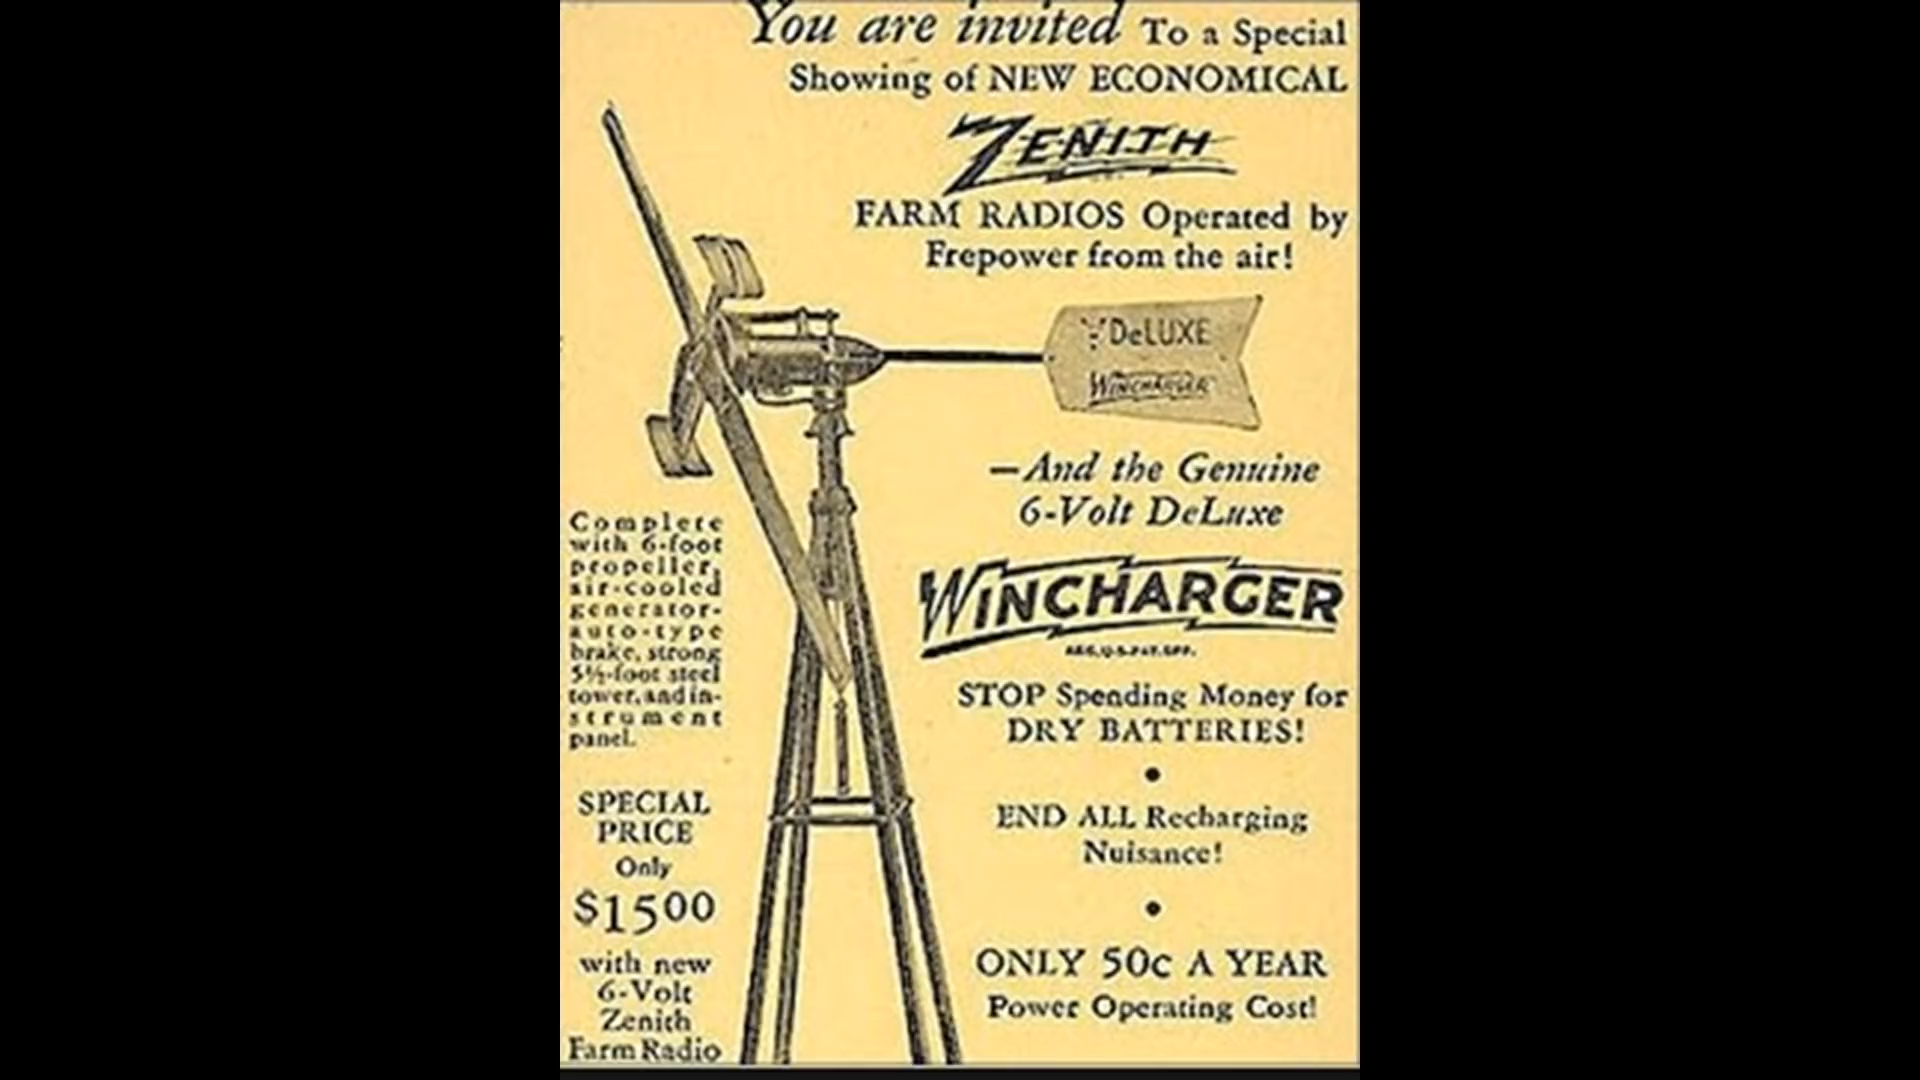 You are invited To a Special
Showing of NEW ECONOMICAL
ZENITH
FARM RADIOS Operated by
Frepower from the air!
DeLUXE
WINCHARGER
—And the Genuine
6-Volt DeLuxe
WINCHARGER
REG. U.S. PAT. OFF.
STOP Spending Money for
DRY BATTERIES!
•
END ALL Recharging
Nuisance!
•
ONLY 50c A YEAR
Power Operating Cost!
Complete
with 6-foot
propeller,
air-cooled
generator-
auto-type
brake, strong
5½-foot steel
tower, and in-
strument
panel.
SPECIAL
PRICE
Only
$1500
with new
6-Volt
Zenith
Farm Radio